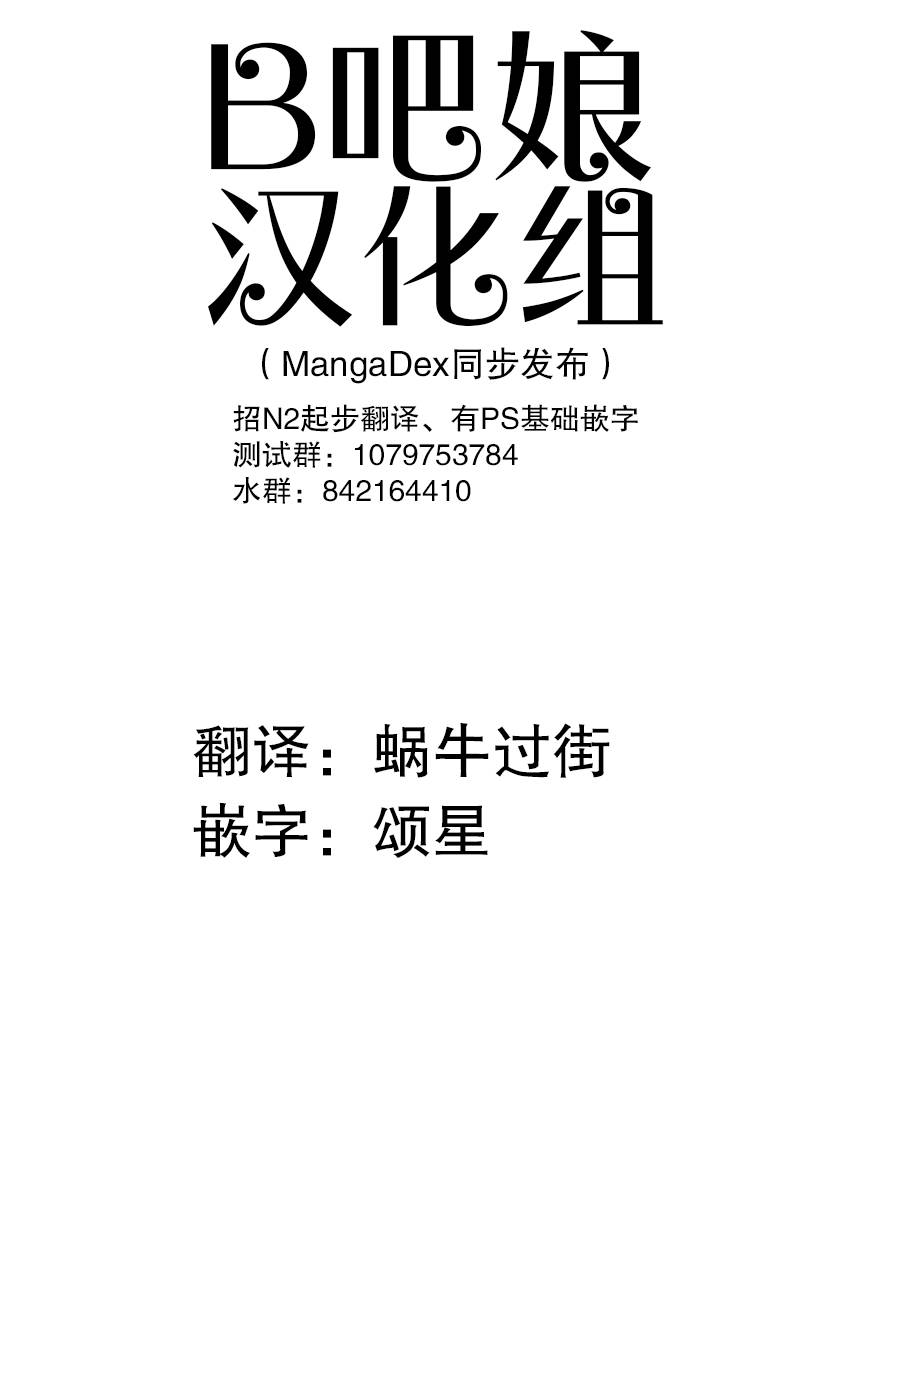 B吧娘
汉化组
（MangaDex同步发布）
招N2起步翻译、有PS基础嵌字
测试群：1079753784
水群：842164410
翻译：蜗牛过街
嵌字：颂星